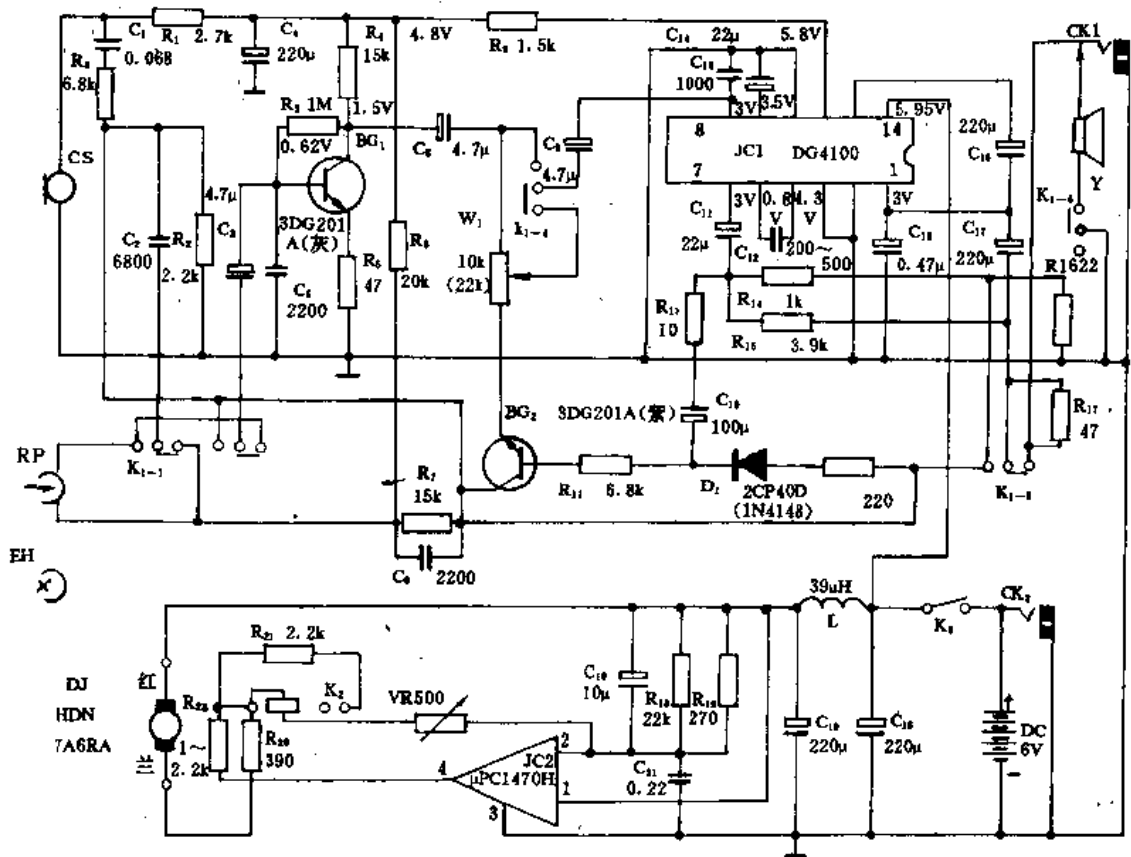 C₁
R₁ 2.7k
0.068
R₃
6.8k
C₄
220μ
R₄
15k
4.8V
R₉ 1.5k
C₁₄
22μ
1000
5.8V
3.5V
3V
CK1
1.5V
R₅ 1M
0.62V
BG₁
3DG201
A(灰)
C₆
4.7μ
C₉
4.7μ
K₁₋₄
W₁
10k
(22k)
8
14
JC1
DG4100
7
1
5.95V
220μ
C₁₆
Y
K₁₋₅
CS
4.7μ
C₂
6800
R₂
2.2k
C₃
C₅
2200
R₆
47
R₈
20k
3V
C₁₁
22μ
0.8
V
4.3
V
C₁₂
200～
500
3V
C₁₅
0.47μ
C₁₇
220μ
R1622
R₁₃
10
R₁₄
1k
R₁₅
3.9k
R₁₇
47
RP
K₁₋₁
BG₂
3DG201A(紫)
C₁₀
100μ
R₇
15k
R₁₁
6.8k
D₁
2CP40D
(1N4148)
220
2200
EH
39μH
L
K₃
CK₂
DJ
HDN
7A6RA
红
兰
R₂₁ 2.2k
K₂
R₂₂
1～
2.2k
R₂₀
390
VR500
C₁₉
10μ
R₁₈
22k
R₁₉
270
220μ
C₁₈
220μ
DC
6V
4
2
JC2
μPC1470H
1
3
C₂₁
0.22